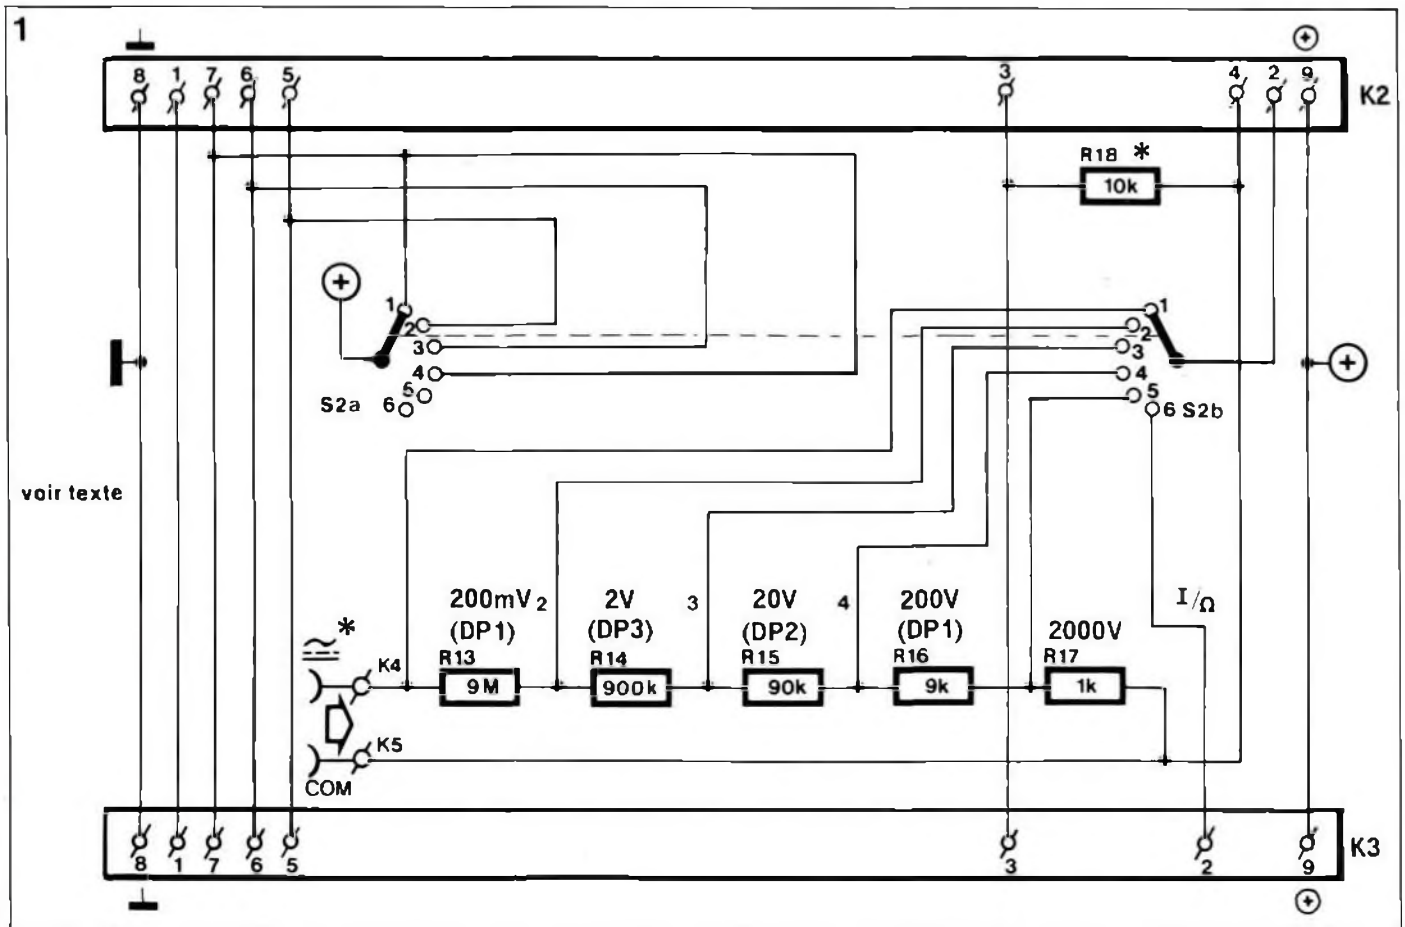 1
8 1 7 6 5 3 4 2 9 K2
R18 *
10k
1 1
2 2
3 3
4 4
5 5
S2a 6 6 S2b
voir texte
200mV 2 2V 3 20V 4 200V I/Ω
(DP1) (DP3) (DP2) (DP1) 2000V
~ *
K4 R13 R14 R15 R16 R17
9M 900k 90k 9k 1k
K5
COM
8 1 7 6 5 3 2 9 K3